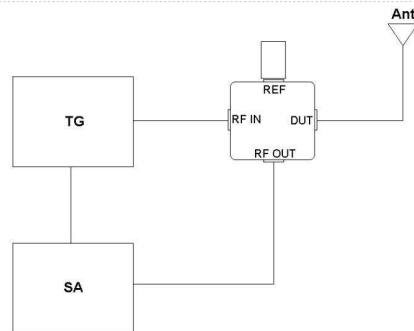 Ant
REF
TG
RF IN
DUT
RF OUT
SA